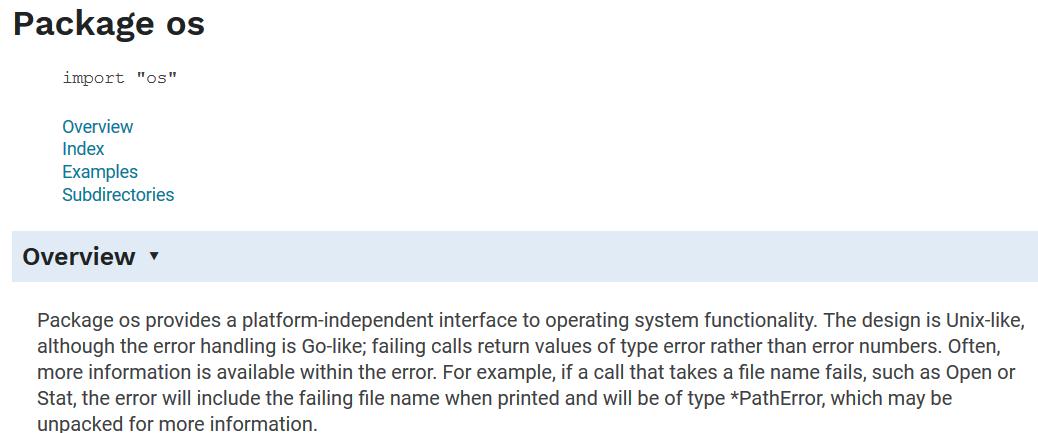 Package os
import "os"
Overview
Index
Examples
Subdirectories
Overview ▾
Package os provides a platform-independent interface to operating system functionality. The design is Unix-like,
although the error handling is Go-like; failing calls return values of type error rather than error numbers. Often,
more information is available within the error. For example, if a call that takes a file name fails, such as Open or
Stat, the error will include the failing file name when printed and will be of type *PathError, which may be
unpacked for more information.